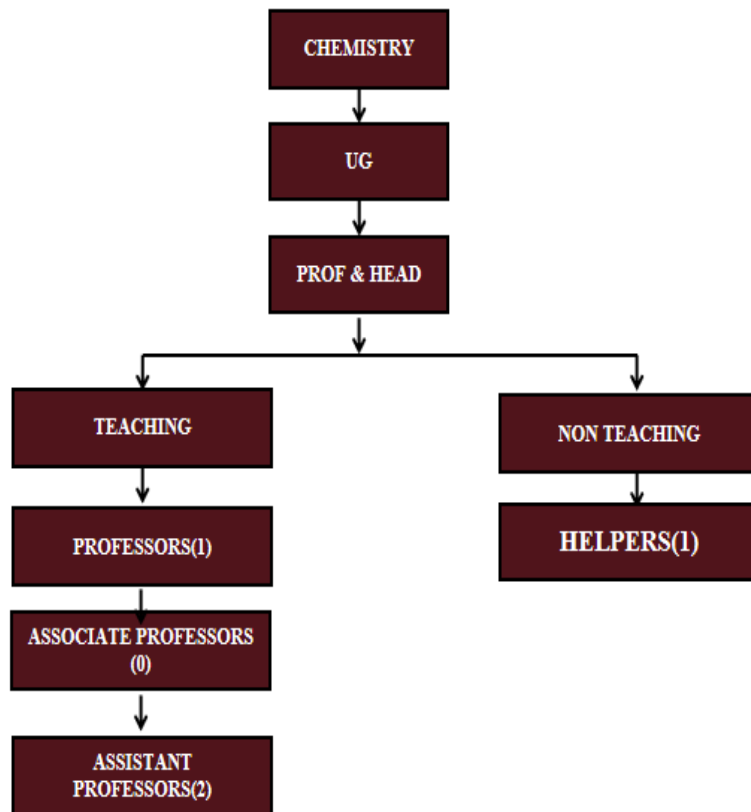 CHEMISTRY
UG
PROF & HEAD
TEACHING
NON TEACHING
PROFESSORS(1)
HELPERS(1)
ASSOCIATE PROFESSORS
(0)
ASSISTANT
PROFESSORS(2)